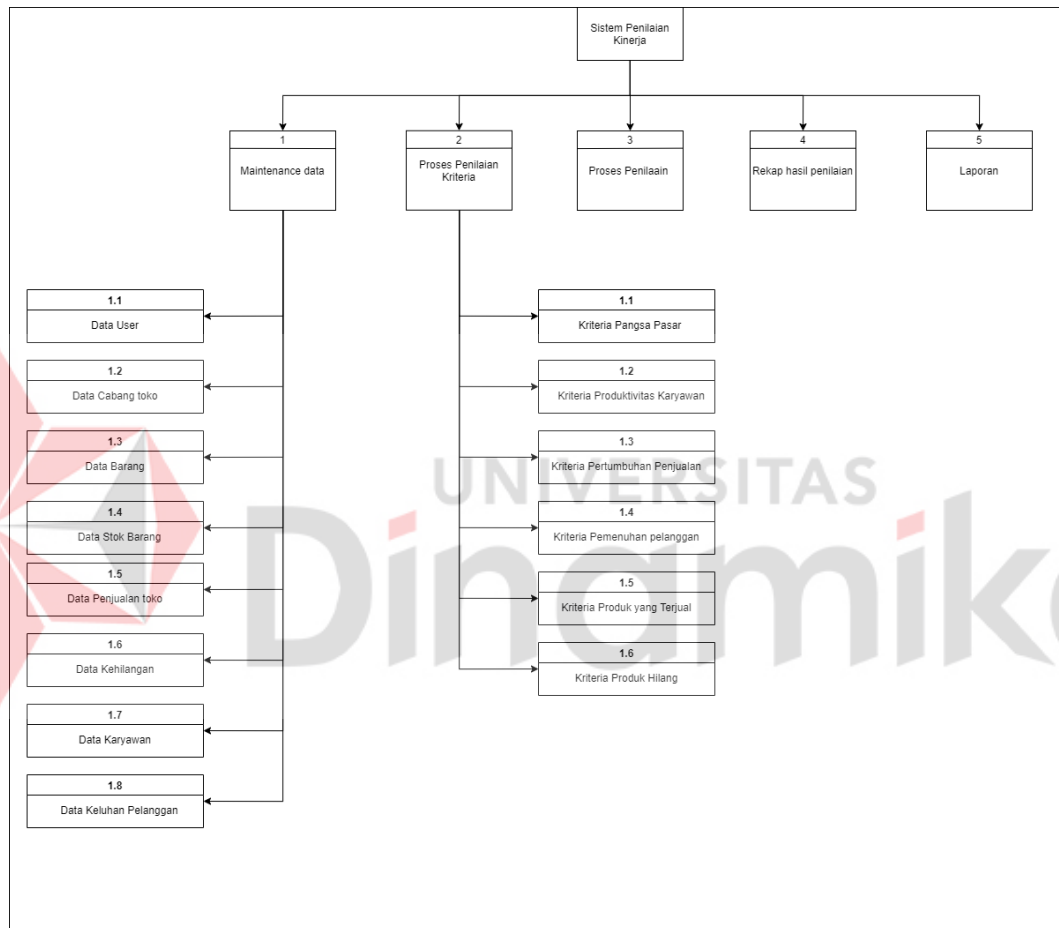 Sistem Penilaian
Kinerja
1
Maintenance data
2
Proses Penilaian
Kriteria
3
Proses Penilaain
4
Rekap hasil penilaian
5
Laporan
1.1
Data User
1.2
Data Cabang toko
1.3
Data Barang
1.4
Data Stok Barang
1.5
Data Penjualan toko
1.6
Data Kehilangan
1.7
Data Karyawan
1.8
Data Keluhan Pelanggan
1.1
Kriteria Pangsa Pasar
1.2
Kriteria Produktivitas Karyawan
1.3
Kriteria Pertumbuhan Penjualan
1.4
Kriteria Pemenuhan pelanggan
1.5
Kriteria Produk yang Terjual
1.6
Kriteria Produk Hilang
UNIVERSITAS
Dinamika